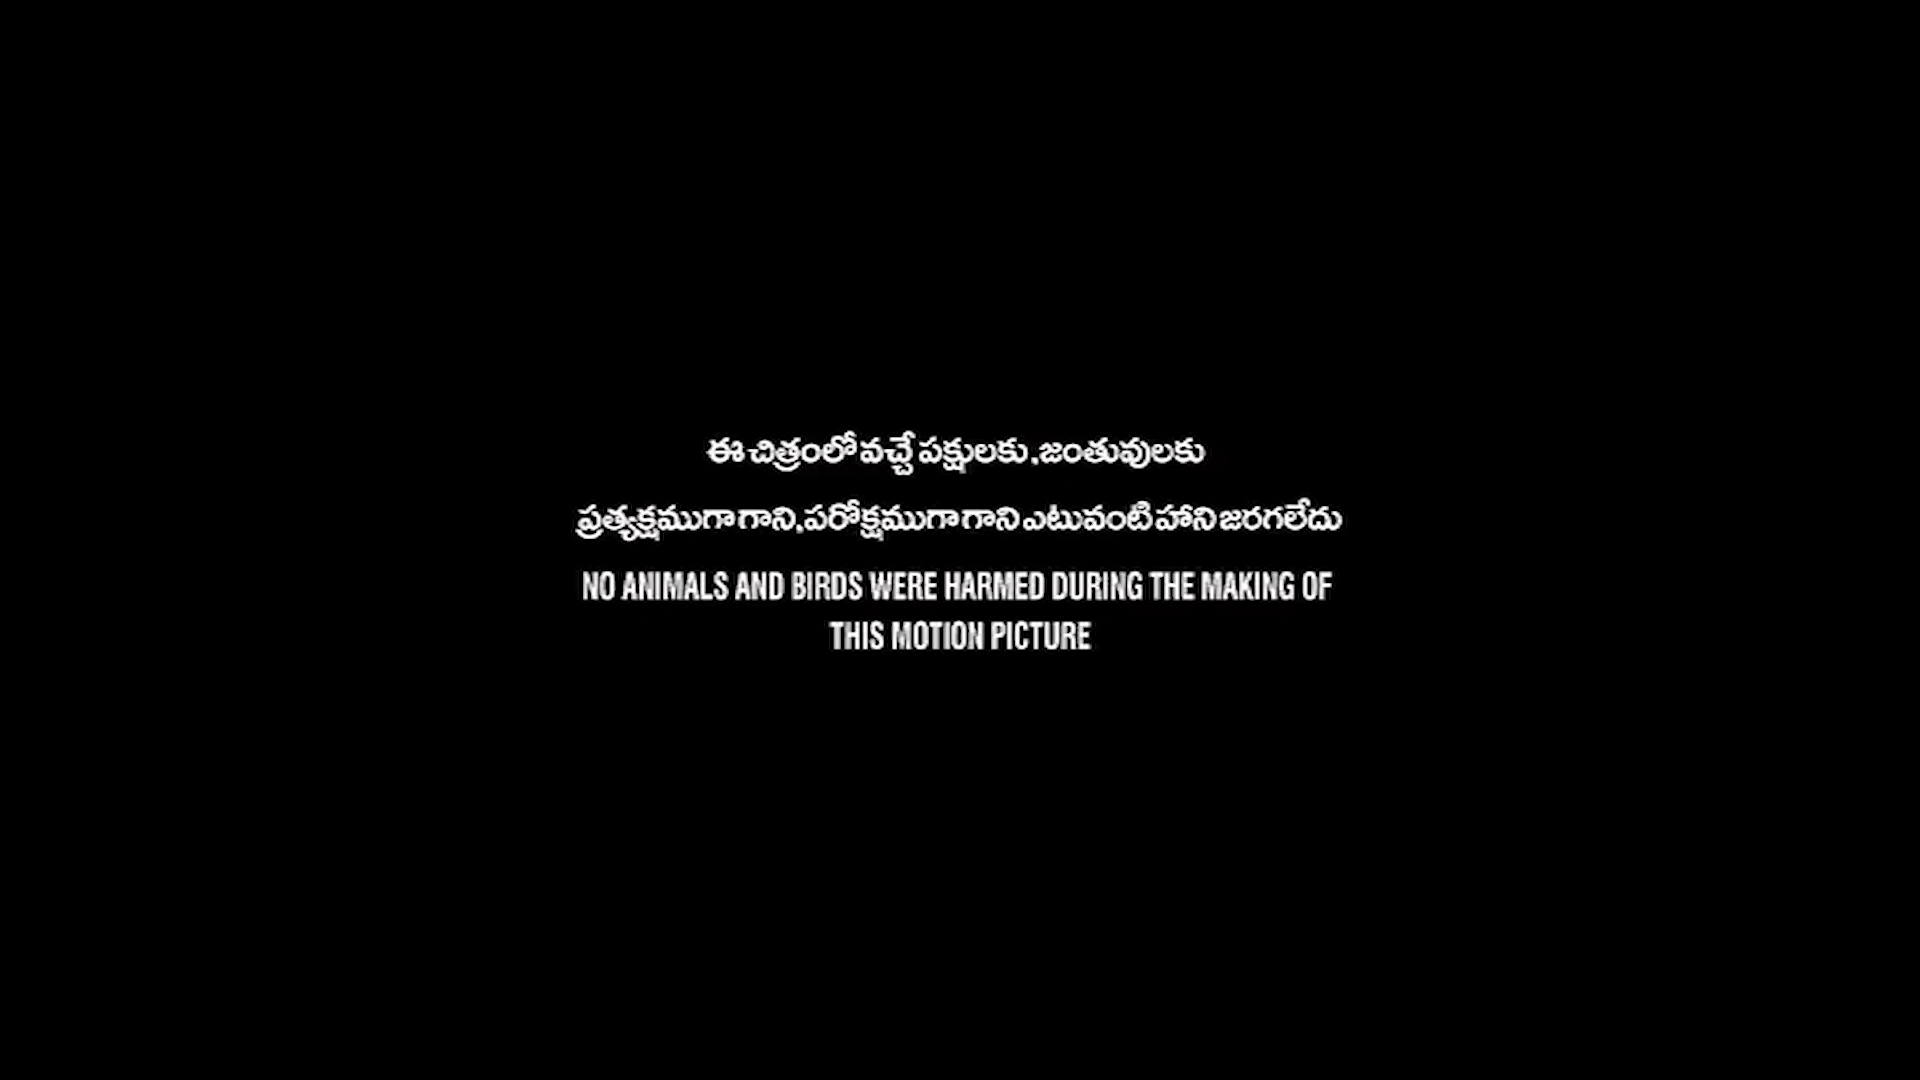 ఈ చిత్రంలో వచ్చే పక్షులకు ,జంతువులకు
ప్రత్యక్షముగా గాని,పరోక్షముగా గాని ఎటువంటి హాని జరగలేదు
NO ANIMALS AND BIRDS WERE HARMED DURING THE MAKING OF
THIS MOTION PICTURE